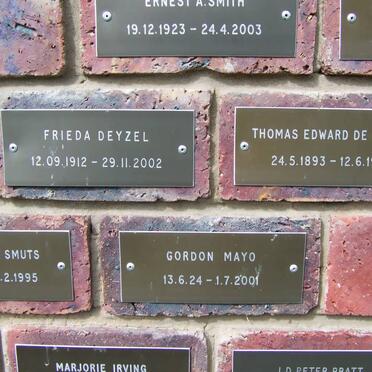 ERNEST A. SMITH
19.12.1923 - 24.4.2003
FRIEDA DEYZEL
12.09.1912 - 29.11.2002
THOMAS EDWARD DE
24.5.1893 - 12.6.1
SMUTS
.2.1995
GORDON MAYO
13.6.24 - 1.7.2001
MARJORIE IRVING
PETER PRATT